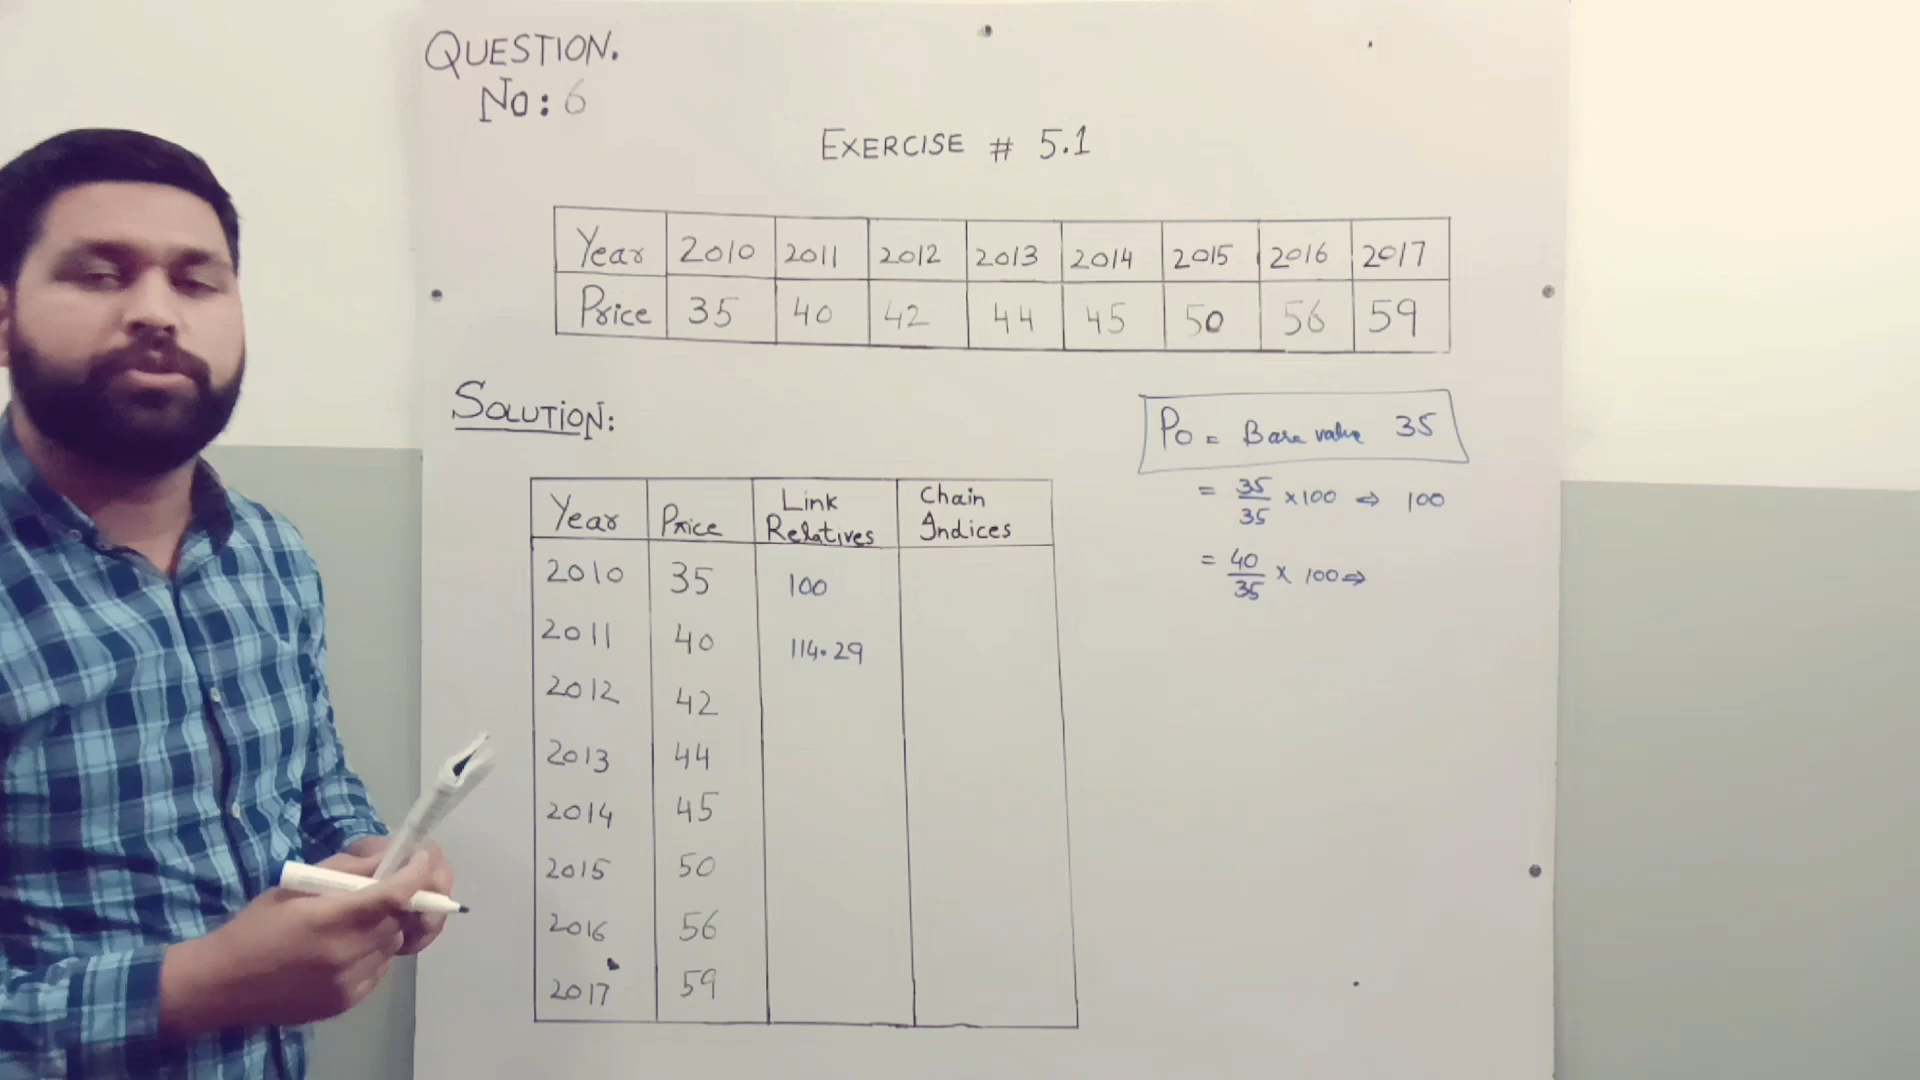 QUESTION.
No: 6
EXERCISE # 5.1
Year 2010 2011 2012 2013 2014 2015 2016 2017
Price 35 40 42 44 45 50 56 59
SOLUTION:
Po = Base value 35
= 35/35 ×100 ⇒ 100
= 40/35 × 100 ⇒
Year Price Link Relatives Chain Indices
2010 35 100
2011 40 114.29
2012 42
2013 44
2014 45
2015 50
2016 56
2017 59